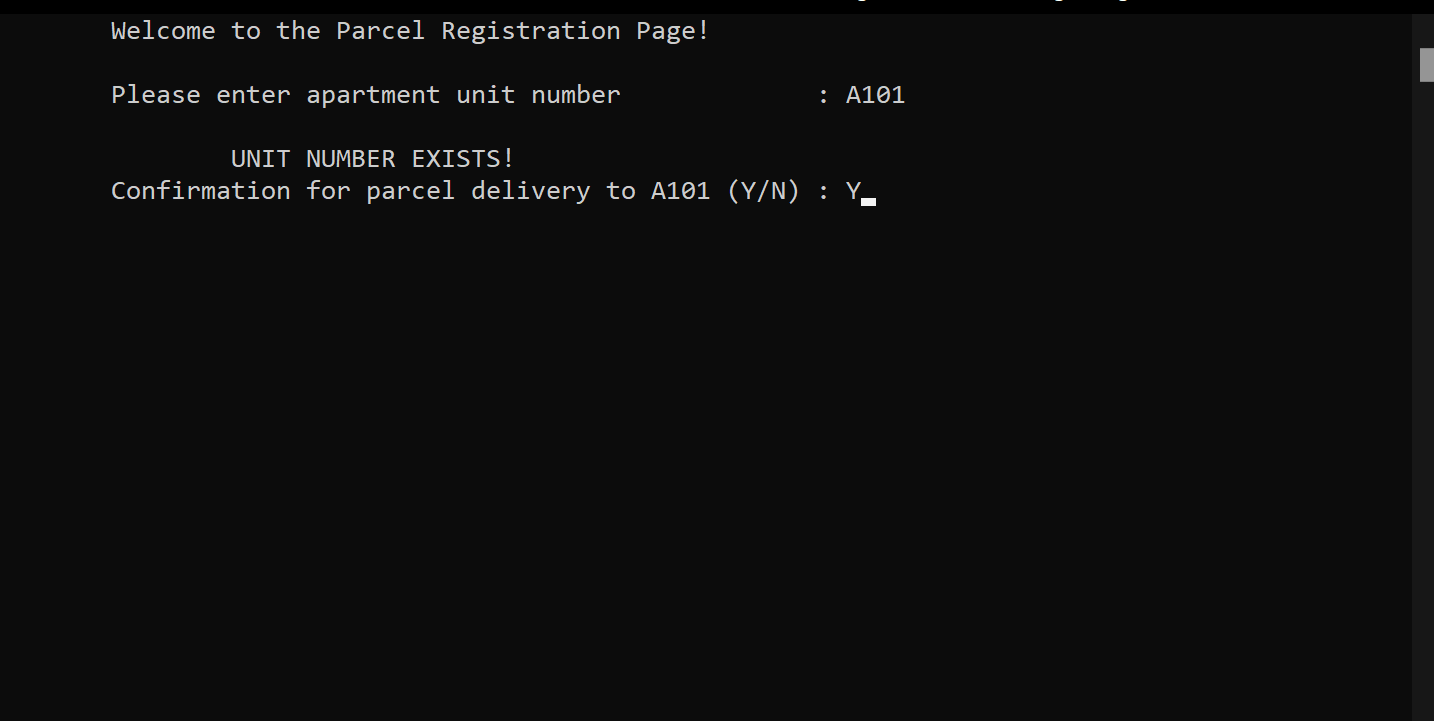 Welcome to the Parcel Registration Page!
Please enter apartment unit number : A101
UNIT NUMBER EXISTS!
Confirmation for parcel delivery to A101 (Y/N) : Y